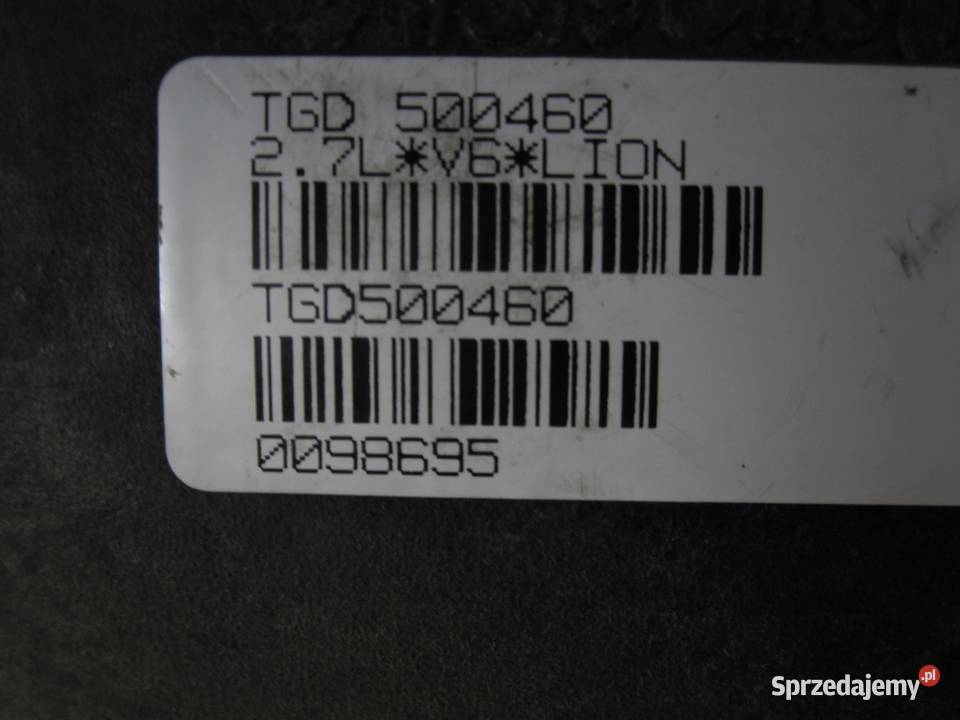 TGD 500460
2.7L*V6*LION
TGD500460
0098695
Sprzedajemy.pl